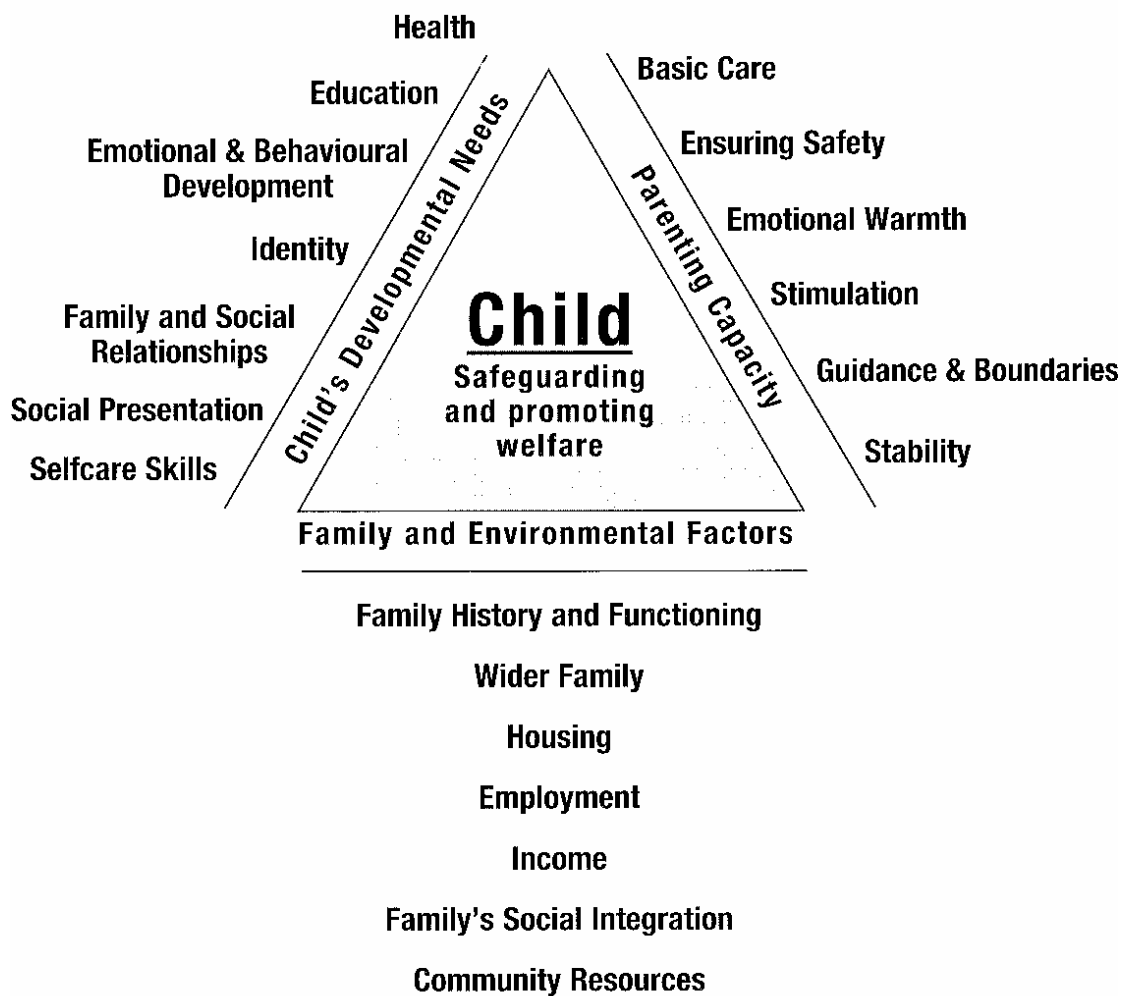 Health
Education
Emotional & Behavioural
Development
Identity
Family and Social
Relationships
Social Presentation
Selfcare Skills
Child's Developmental Needs
Child
Safeguarding
and promoting
welfare
Parenting Capacity
Basic Care
Ensuring Safety
Emotional Warmth
Stimulation
Guidance & Boundaries
Stability
Family and Environmental Factors
Family History and Functioning
Wider Family
Housing
Employment
Income
Family's Social Integration
Community Resources